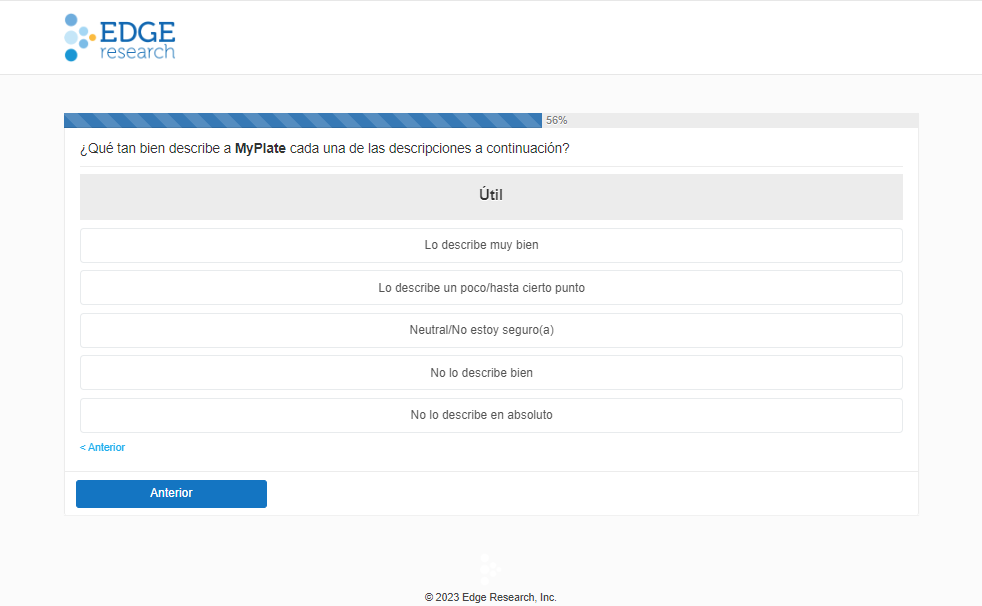 EDGE
research
56%
¿Qué tan bien describe a MyPlate cada una de las descripciones a continuación?
Útil
Lo describe muy bien
Lo describe un poco/hasta cierto punto
Neutral/No estoy seguro(a)
No lo describe bien
No lo describe en absoluto
< Anterior
Anterior
© 2023 Edge Research, Inc.